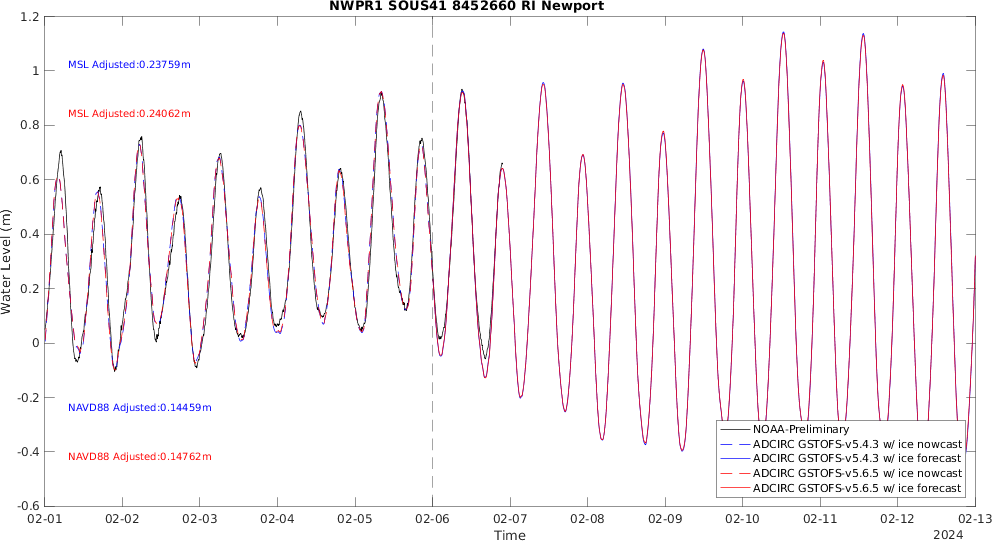 NWPR1 SOUS41 8452660 RI Newport
1.2
1
0.8
0.6
0.4
0.2
0
-0.2
-0.4
-0.6
Water Level (m)
MSL Adjusted:0.23759m
MSL Adjusted:0.24062m
NAVD88 Adjusted:0.14459m
NAVD88 Adjusted:0.14762m
NOAA-Preliminary
ADCIRC GSTOFS-v5.4.3 w/ ice nowcast
ADCIRC GSTOFS-v5.4.3 w/ ice forecast
ADCIRC GSTOFS-v5.6.5 w/ ice nowcast
ADCIRC GSTOFS-v5.6.5 w/ ice forecast
02-01 02-02 02-03 02-04 02-05 02-06 02-07 02-08 02-09 02-10 02-11 02-12 02-13
Time
2024